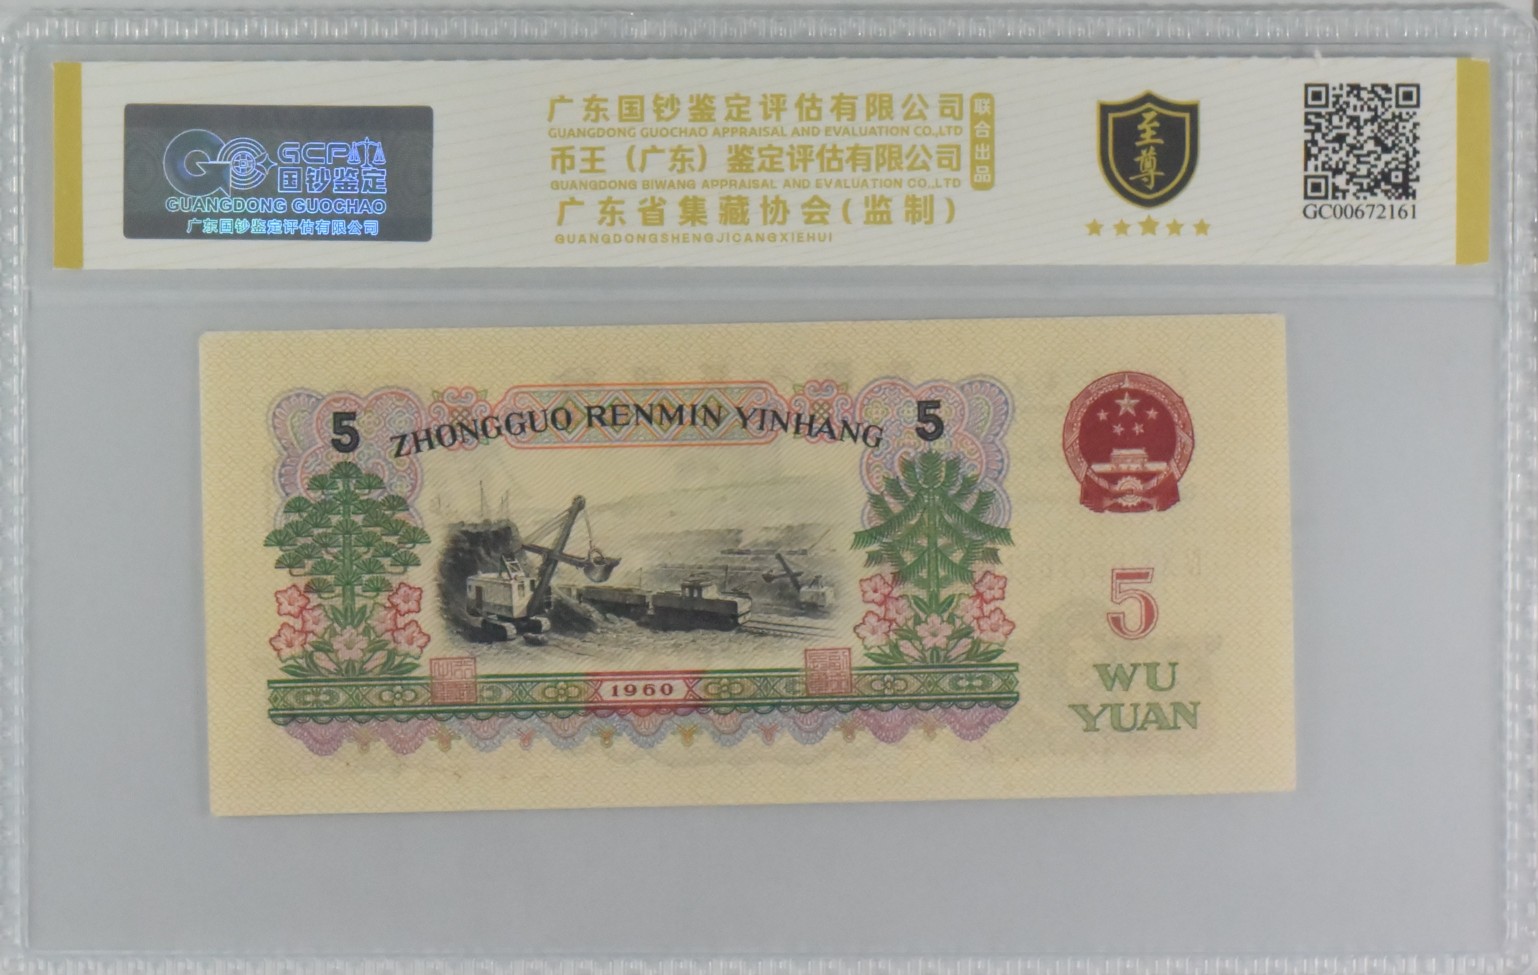 GCP
国钞鉴定
GUANGDONG GUOCHAO
广东国钞鉴定评估有限公司
广东国钞鉴定评估有限公司
GUANGDONG GUOCHAO APPRAISAL AND EVALUATION CO.,LTD
币王（广东）鉴定评估有限公司
GUANGDONG BIWANG APPRAISAL AND EVALUATION CO.,LTD
广东省集藏协会(监制)
GUANGDONGSHENGJICANGXIEHUI
联合出品
至尊
GC00672161
5
ZHONGGUO RENMIN YINHANG
5
1960
5
WU
YUAN